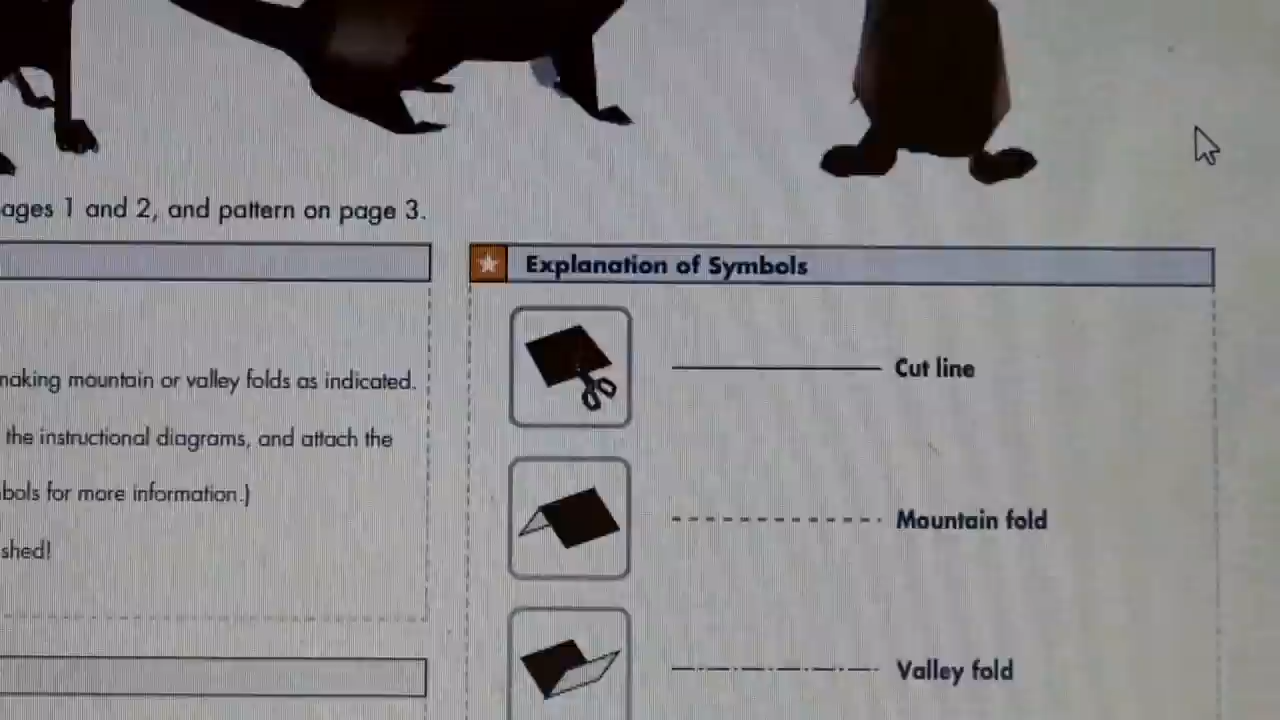 ages 1 and 2, and pattern on page 3.
Explanation of Symbols
making mountain or valley folds as indicated.
the instructional diagrams, and attach the
bols for more information.)
shed!
Cut line
Mountain fold
Valley fold